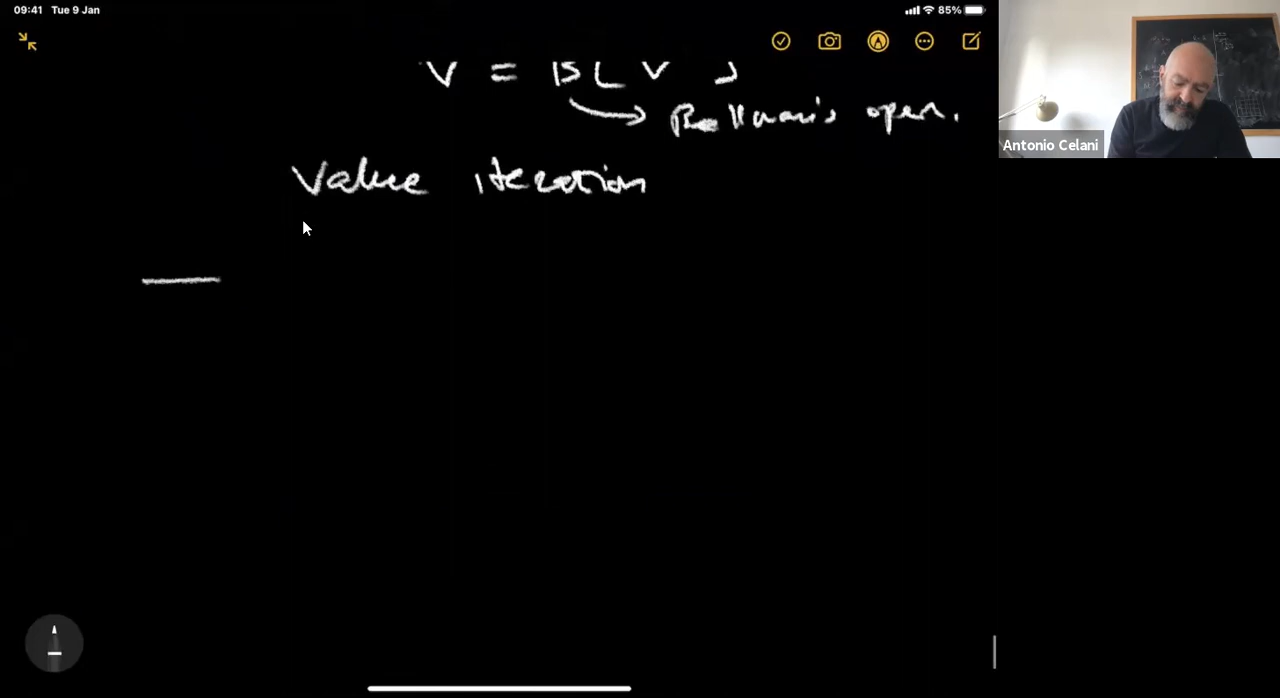 09:41 Tue 9 Jan 85%
V = B [ V ]
Bellman's oper.
Value iteration
Antonio Celani